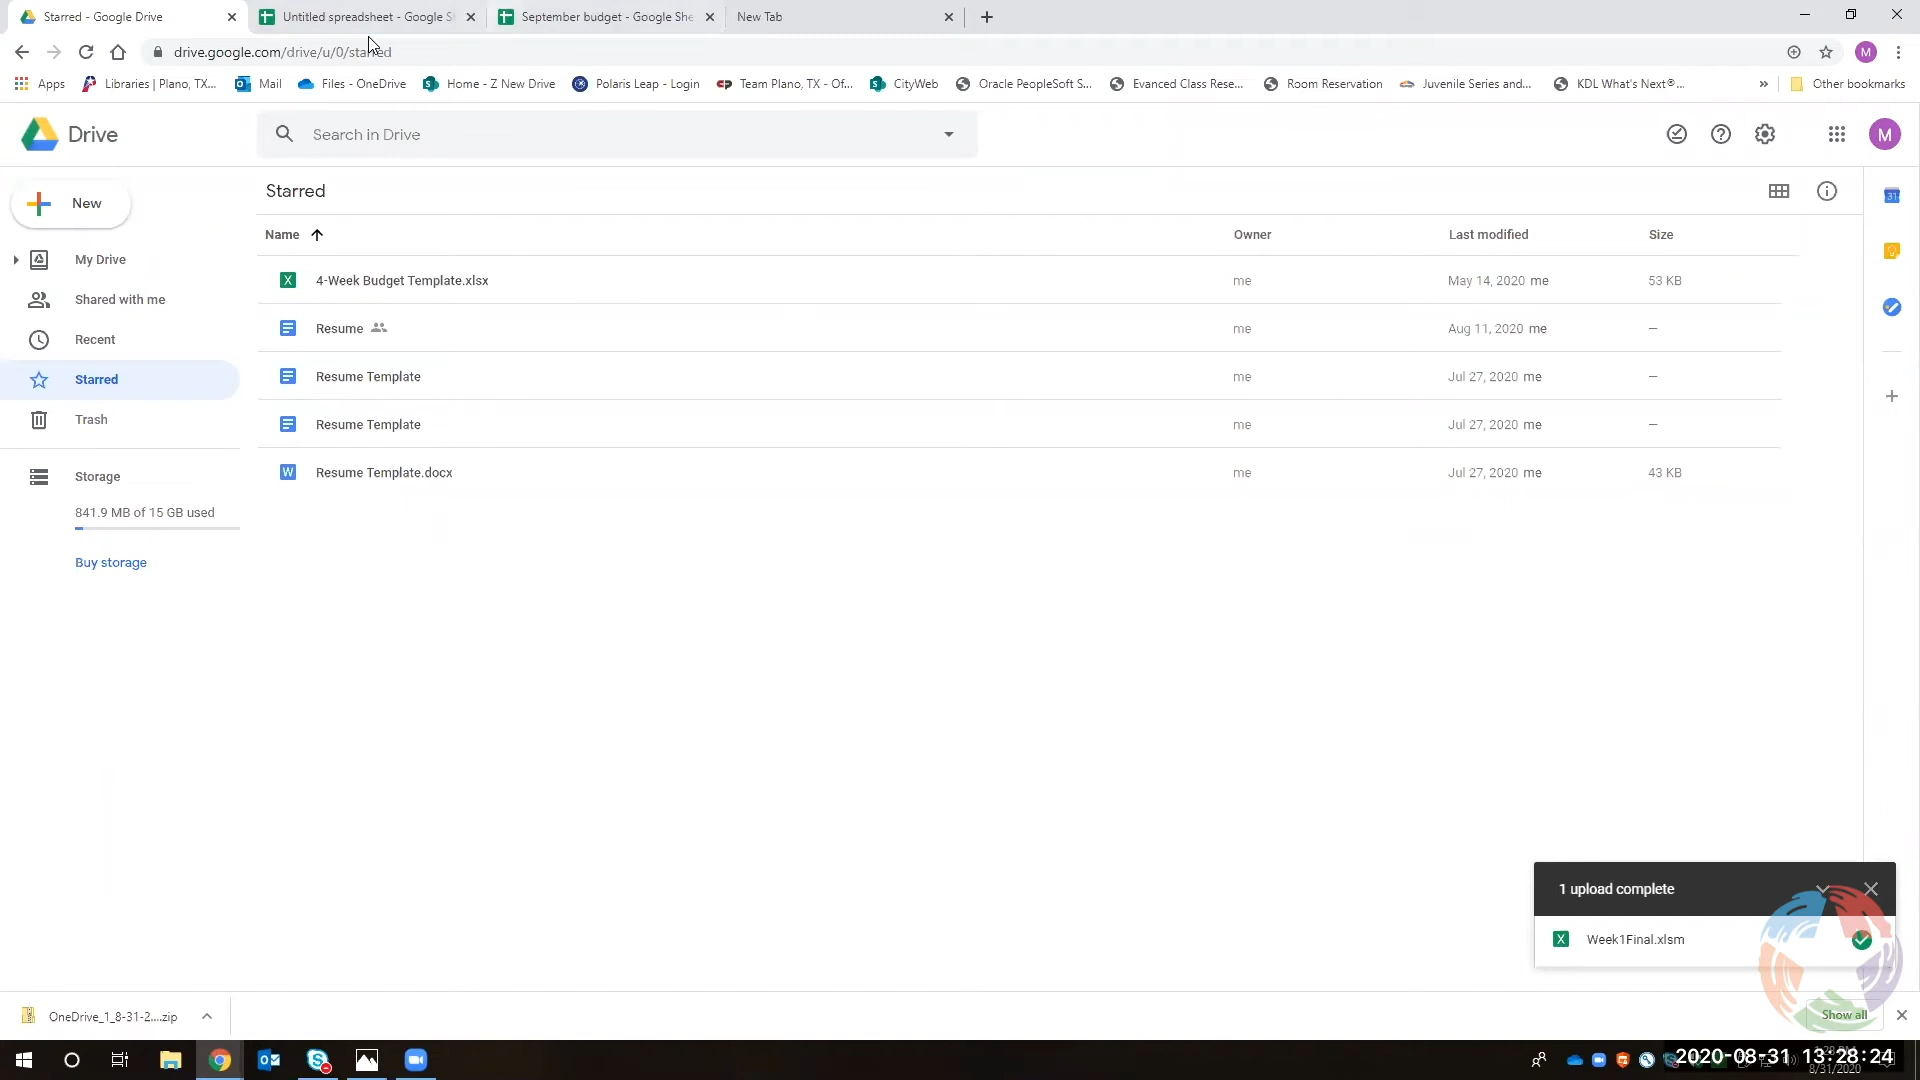 Starred - Google Drive
Untitled spreadsheet - Google S
September budget - Google She
New Tab
drive.google.com/drive/u/0/starred
M
Apps
Libraries | Plano, TX...
Mail
Files - OneDrive
Home - Z New Drive
Polaris Leap - Login
Team Plano, TX - Of...
CityWeb
Oracle PeopleSoft S...
Evanced Class Rese...
Room Reservation
Juvenile Series and...
KDL What's Next®...
»
Other bookmarks
Drive
Search in Drive
M
New
Starred
Name
Owner
Last modified
Size
My Drive
Shared with me
Recent
Starred
Trash
Storage
841.9 MB of 15 GB used
Buy storage
4-Week Budget Template.xlsx me May 14, 2020 me 53 KB
Resume me Aug 11, 2020 me —
Resume Template me Jul 27, 2020 me —
Resume Template me Jul 27, 2020 me —
Resume Template.docx me Jul 27, 2020 me 43 KB
31
1 upload complete
Week1Final.xlsm
OneDrive_1_8-31-2....zip
Show all
2020-08-31 13:28:24
8/31/2020